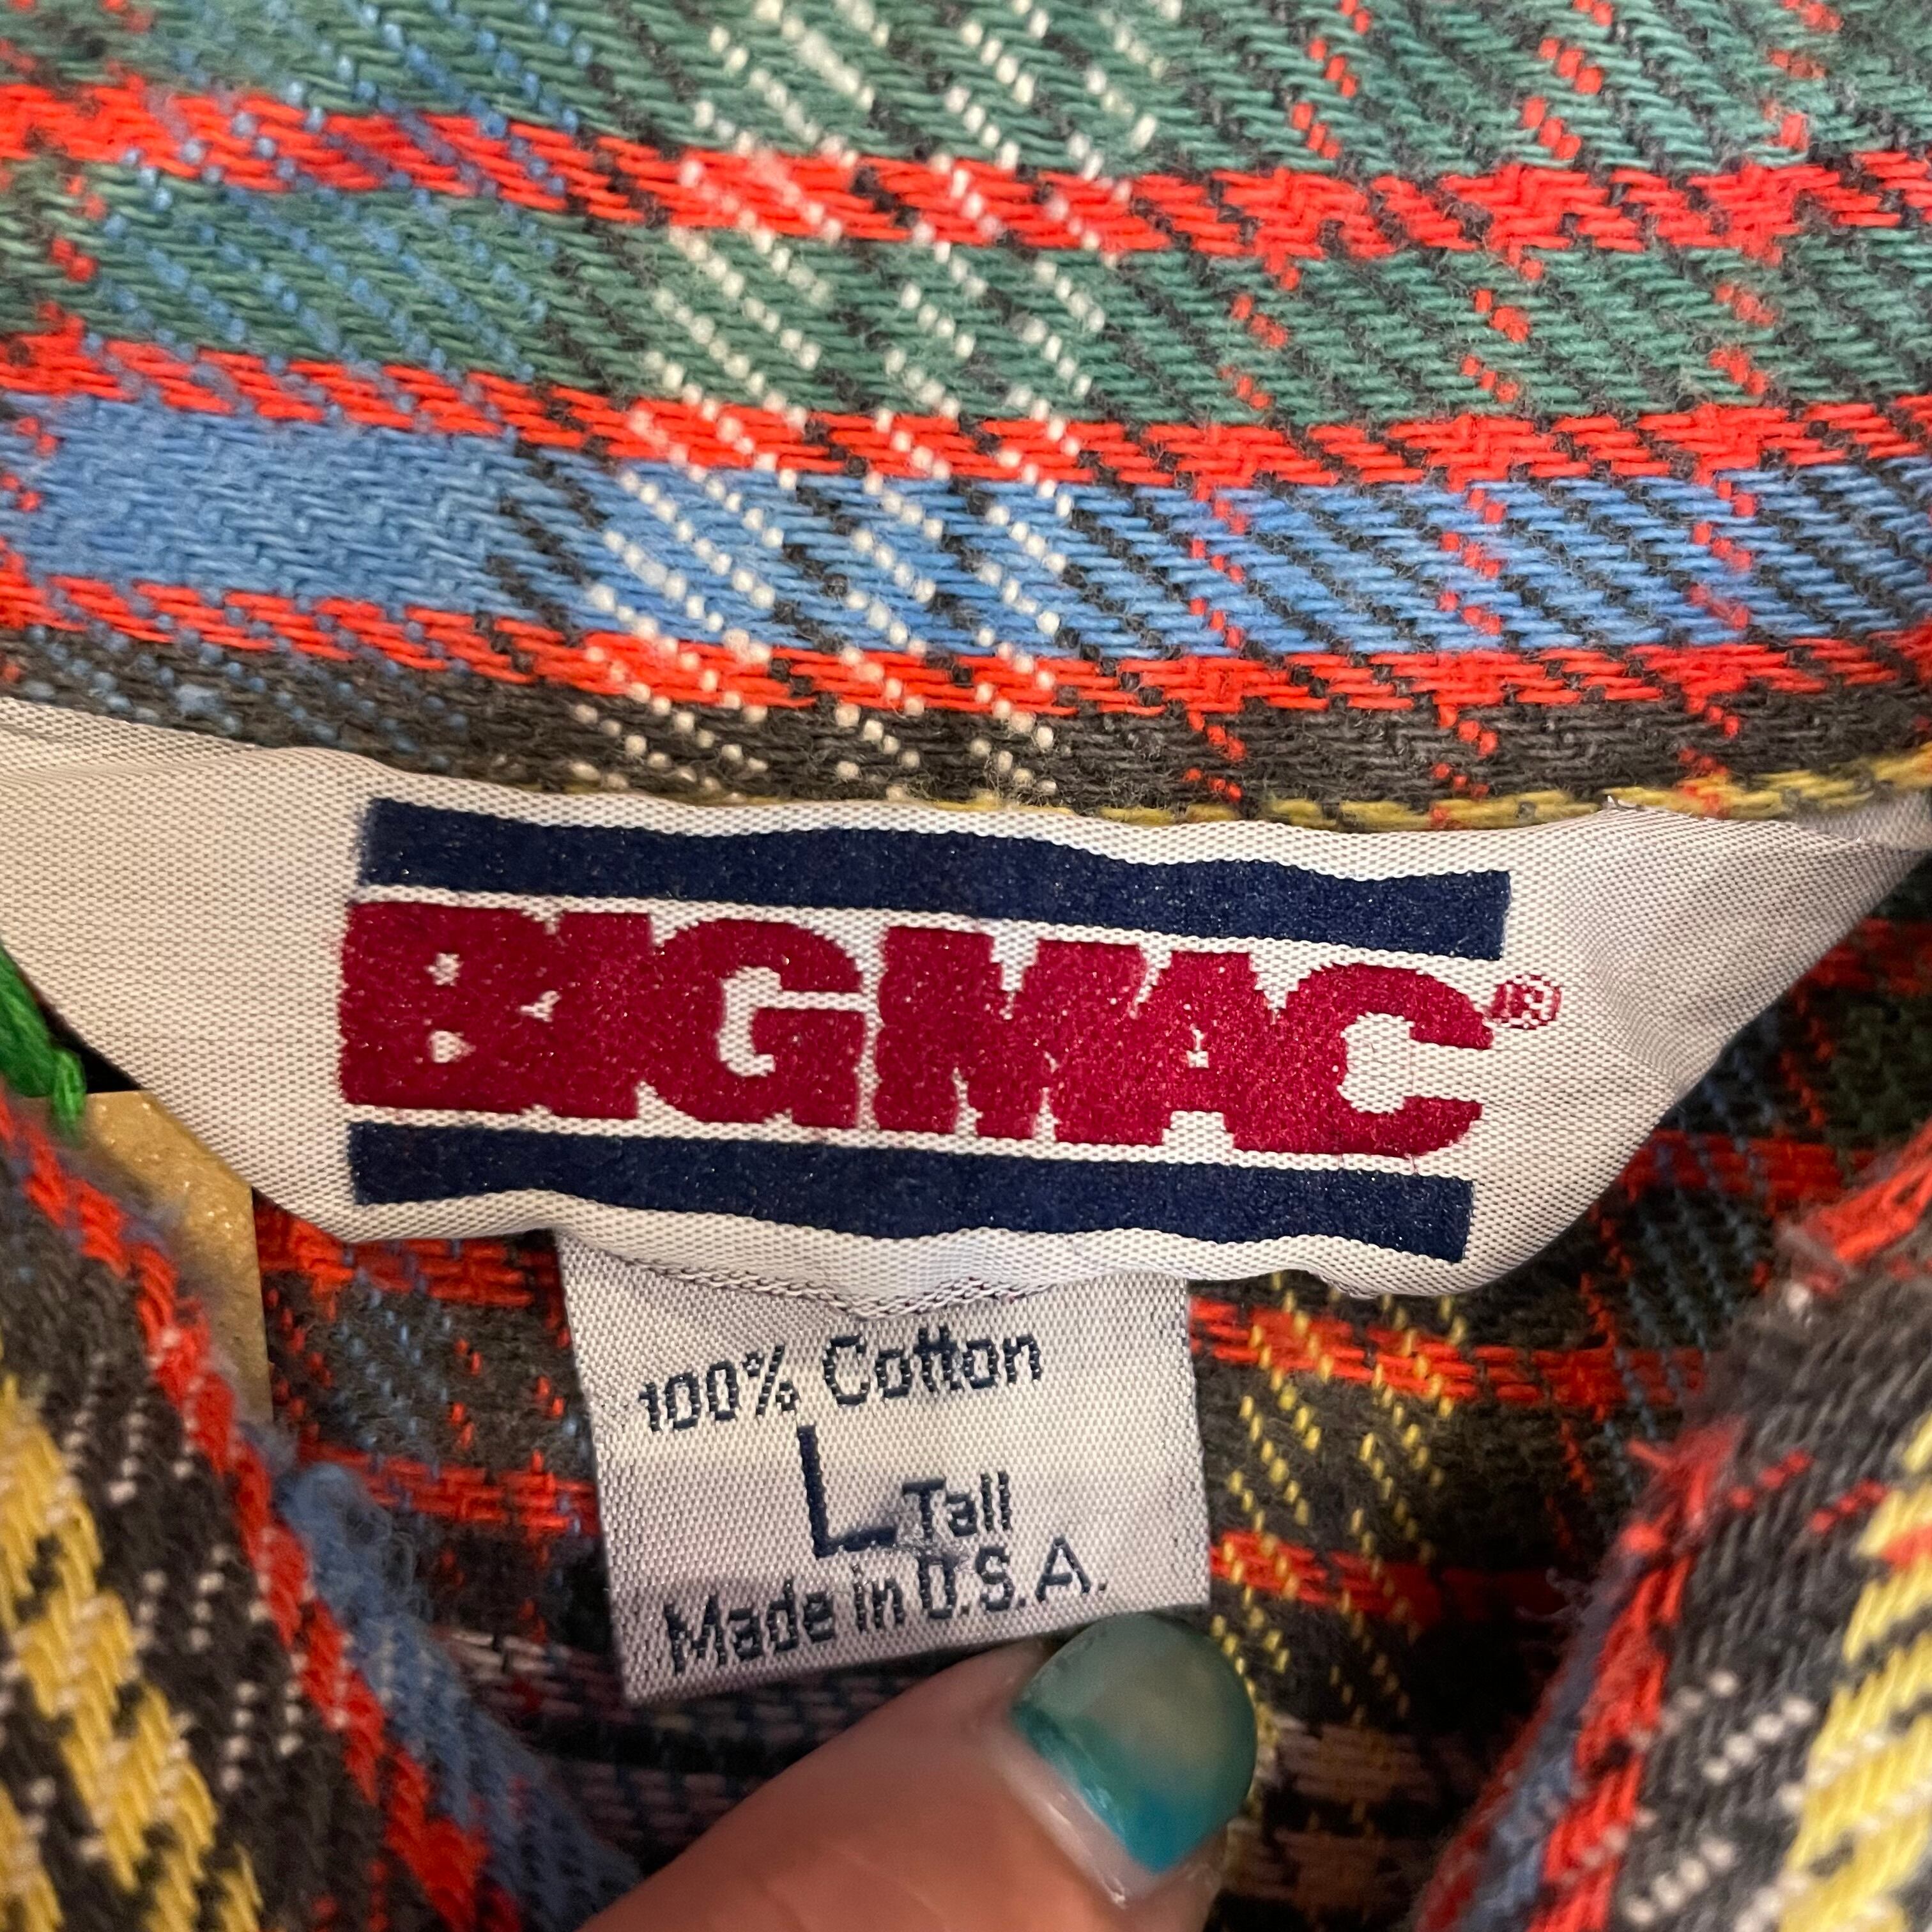 BIGMAC®
100% Cotton
L Tall
Made in U.S.A.